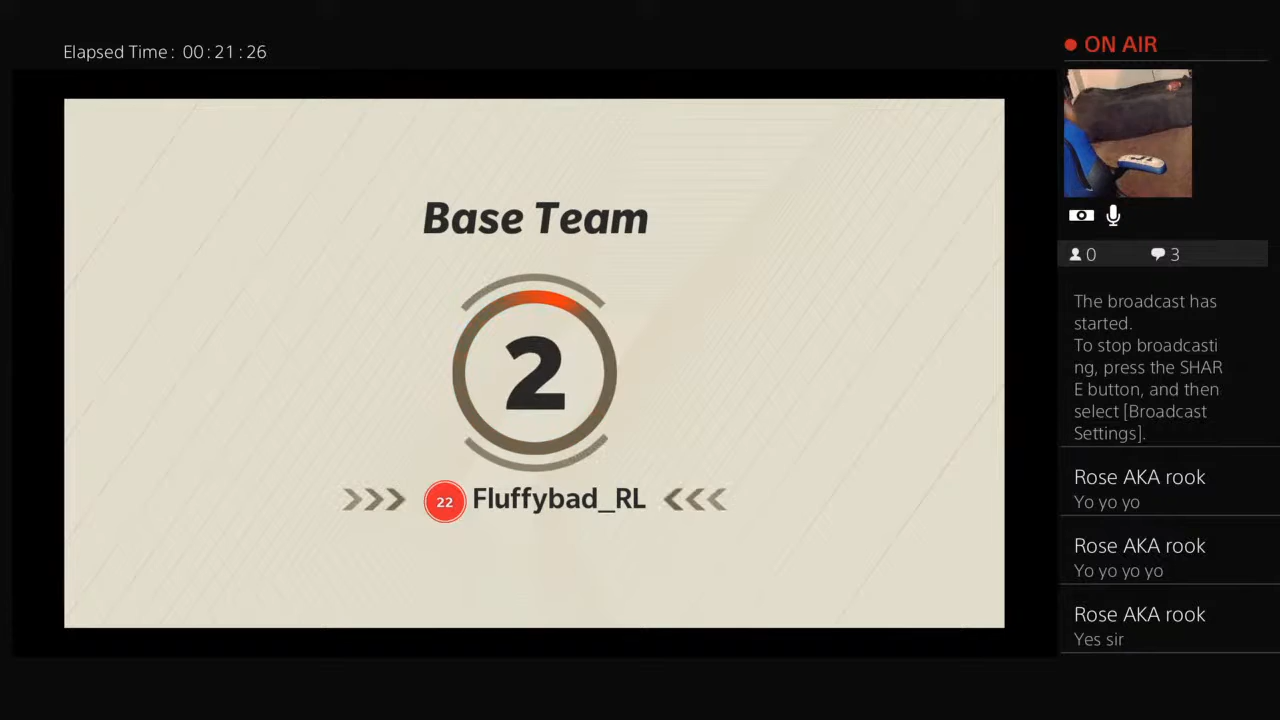 Elapsed Time: 00:21:26
ON AIR
Base Team
2
22 Fluffybad_RL
0 3
The broadcast has
started.
To stop broadcasti
ng, press the SHAR
E button, and then
select [Broadcast
Settings].
Rose AKA rook
Yo yo yo
Rose AKA rook
Yo yo yo yo
Rose AKA rook
Yes sir